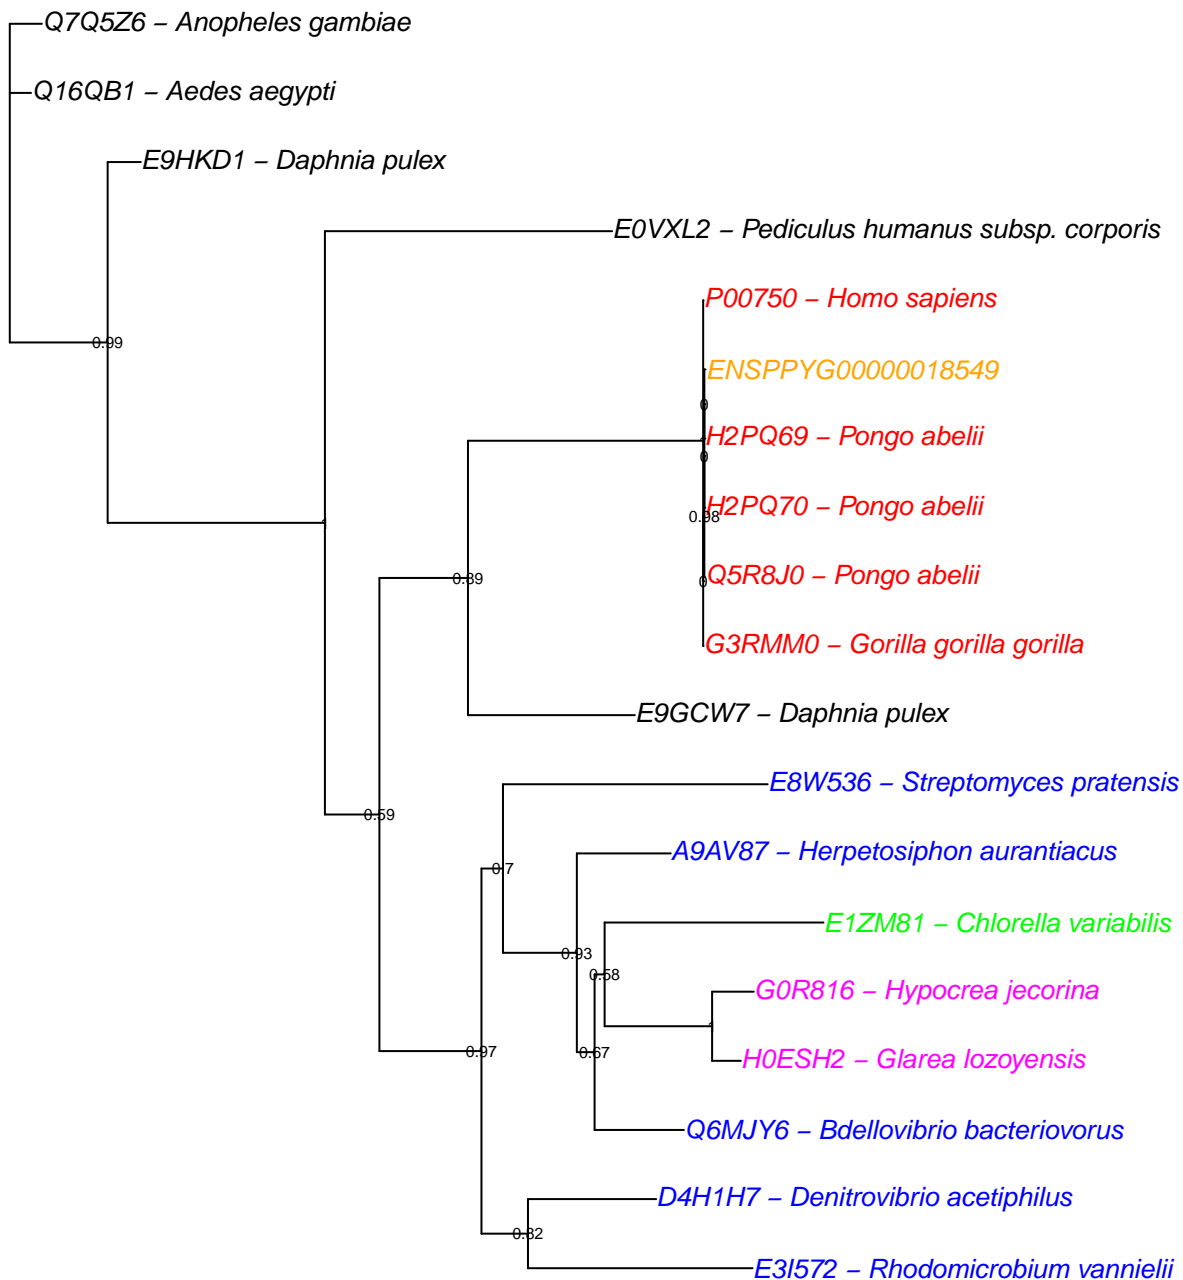 Q7Q5Z6 – Anopheles gambiae
Q16QB1 – Aedes aegypti
E9HKD1 – Daphnia pulex
E0VXL2 – Pediculus humanus subsp. corporis
P00750 – Homo sapiens
0.99
ENSPPYG00000018549
0
H2PQ69 – Pongo abelii
0
H2PQ70 – Pongo abelii
0.98
1
Q5R8J0 – Pongo abelii
0.89
0
G3RMM0 – Gorilla gorilla gorilla
E9GCW7 – Daphnia pulex
E8W536 – Streptomyces pratensis
0.59
A9AV87 – Herpetosiphon aurantiacus
0.7
E1ZM81 – Chlorella variabilis
0.93
0.58
G0R816 – Hypocrea jecorina
1
0.97
0.67
H0ESH2 – Glarea lozoyensis
Q6MJY6 – Bdellovibrio bacteriovorus
D4H1H7 – Denitrovibrio acetiphilus
0.82
E3I572 – Rhodomicrobium vannielii